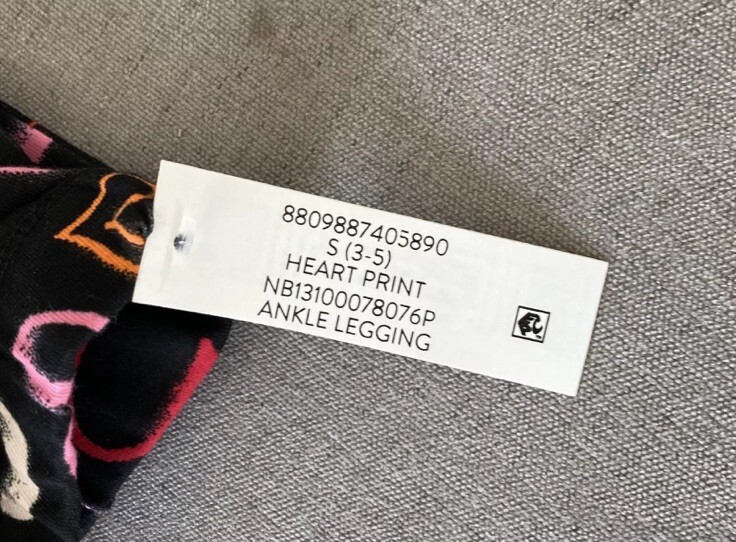 8809887405890
S (3-5)
HEART PRINT
NB13100078076P
ANKLE LEGGING